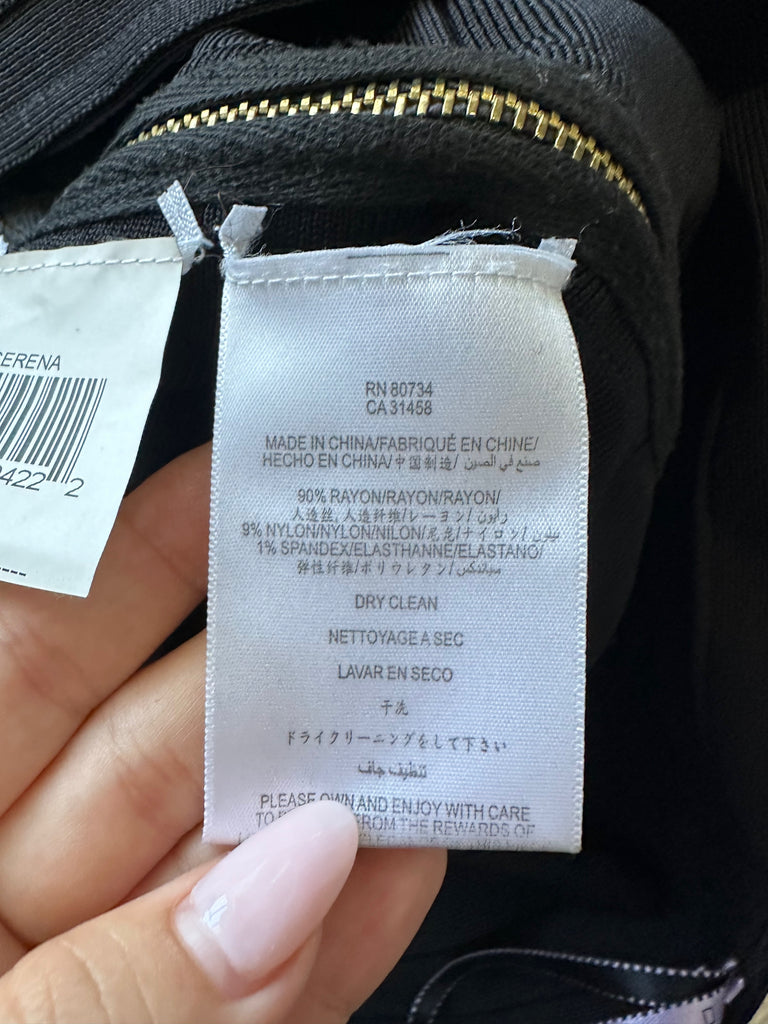 ERENA
422 2
RN 80734
CA 31458
MADE IN CHINA/FABRIQUÉ EN CHINE/
HECHO EN CHINA/中国制造/ صنع في الصين
90% RAYON/RAYON/RAYON/
人造丝, 人造纤维/レーヨン/ رايون
9% NYLON/NYLON/NILON/尼龙/ナイロン/ نيلون
1% SPANDEX/ELASTHANNE/ELASTANO/
弹性纤维/ポリウレタン/ سباندكس
DRY CLEAN
NETTOYAGE A SEC
LAVAR EN SECO
干洗
ドライクリーニングをして下さい
تنظيف جاف
PLEASE OWN AND ENJOY WITH CARE
TO FROM THE REWARDS OF